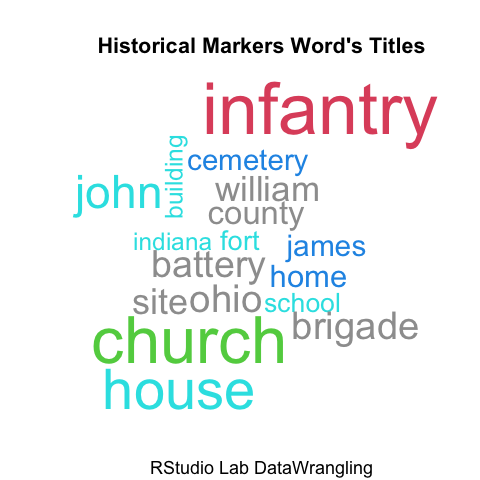 Historical Markers Word's Titles
infantry
building
cemetery
john
william
county
indiana fort
james
battery
home
site ohio school
brigade
church
house
RStudio Lab DataWrangling